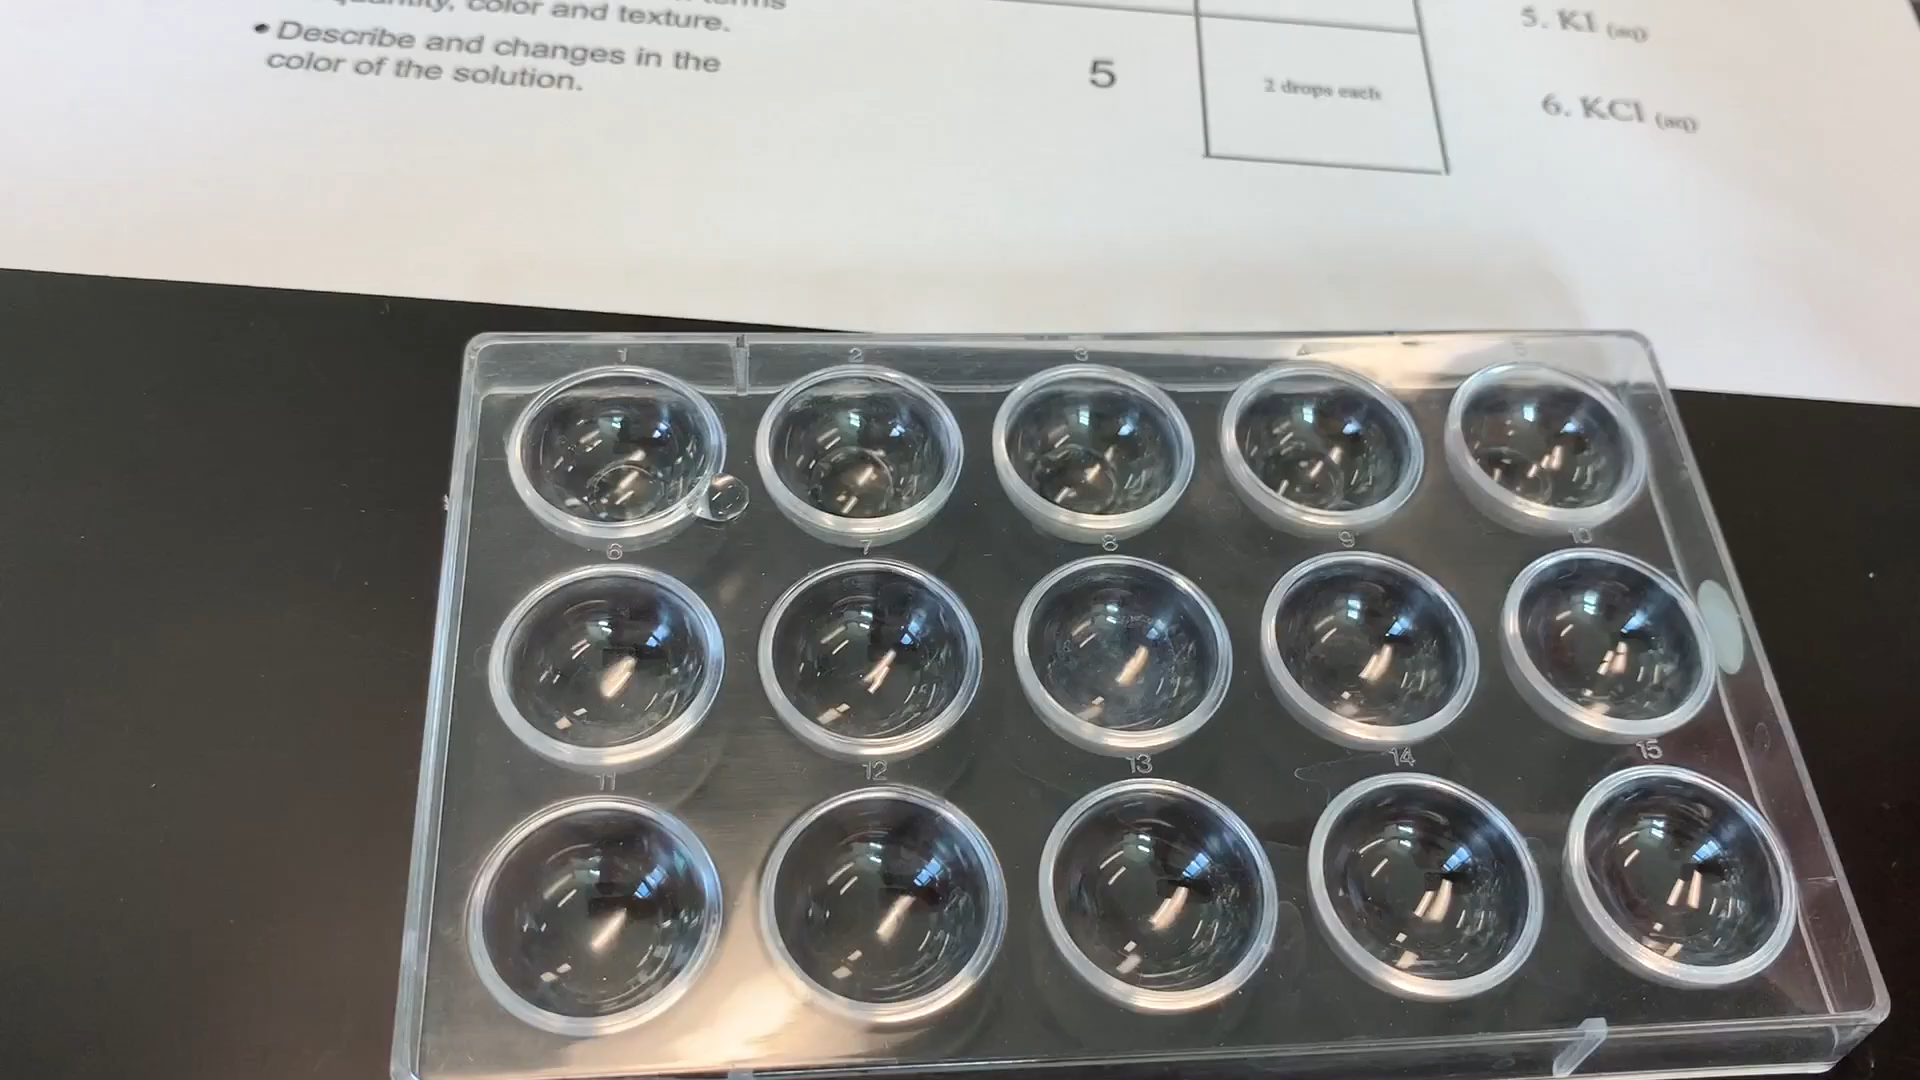 quantity, color and texture.
• Describe and changes in the
color of the solution.
5
2 drops each
5. KI (aq)
6. KCl (aq)
1 2 3 4 5
6 7 8 9 10
11 12 13 14 15